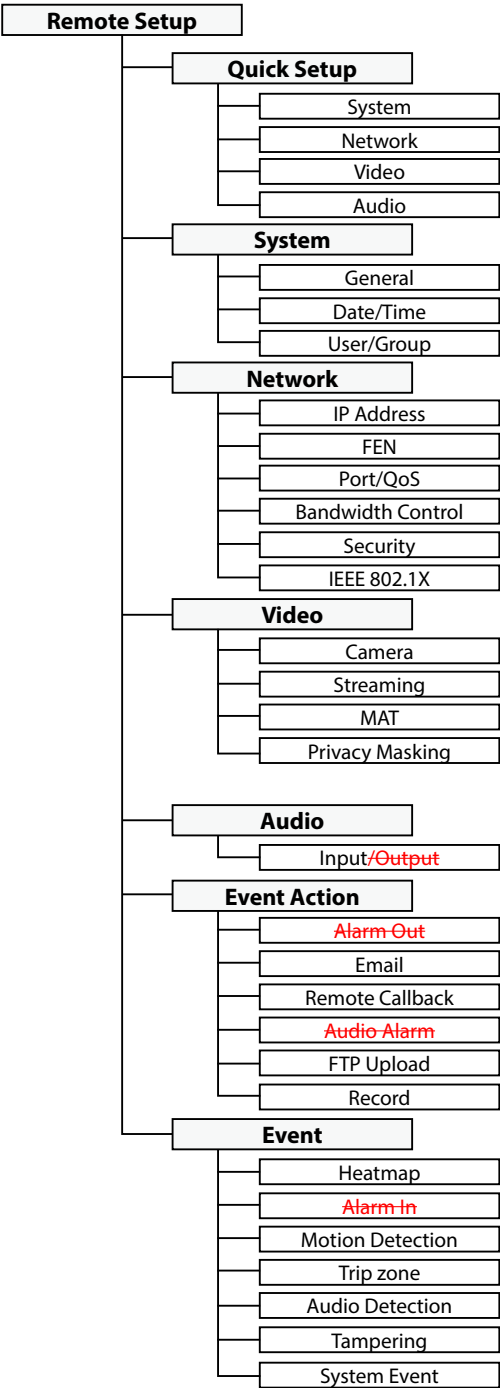 Remote Setup
Quick Setup
System
Network
Video
Audio
System
General
Date/Time
User/Group
Network
IP Address
FEN
Port/QoS
Bandwidth Control
Security
IEEE 802.1X
Video
Camera
Streaming
MAT
Privacy Masking
Audio
Input/Output
Event Action
Alarm Out
Email
Remote Callback
Audio Alarm
FTP Upload
Record
Event
Heatmap
Alarm In
Motion Detection
Trip zone
Audio Detection
Tampering
System Event